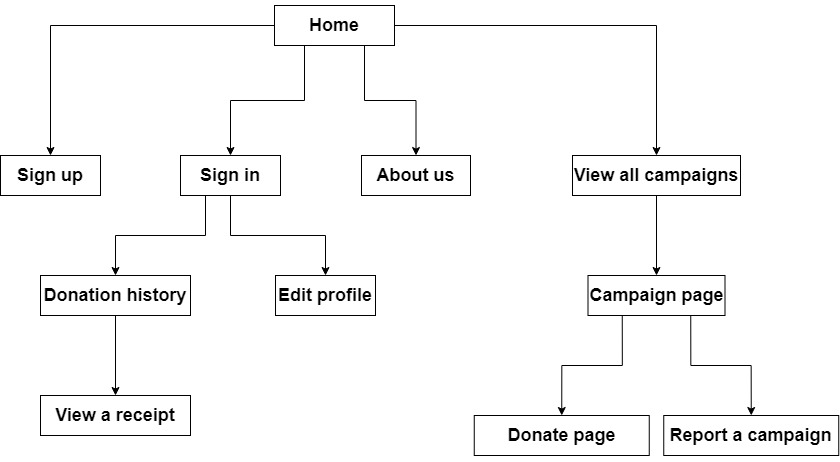 Home
Sign up
Sign in
About us
View all campaigns
Donation history
Edit profile
Campaign page
View a receipt
Donate page
Report a campaign